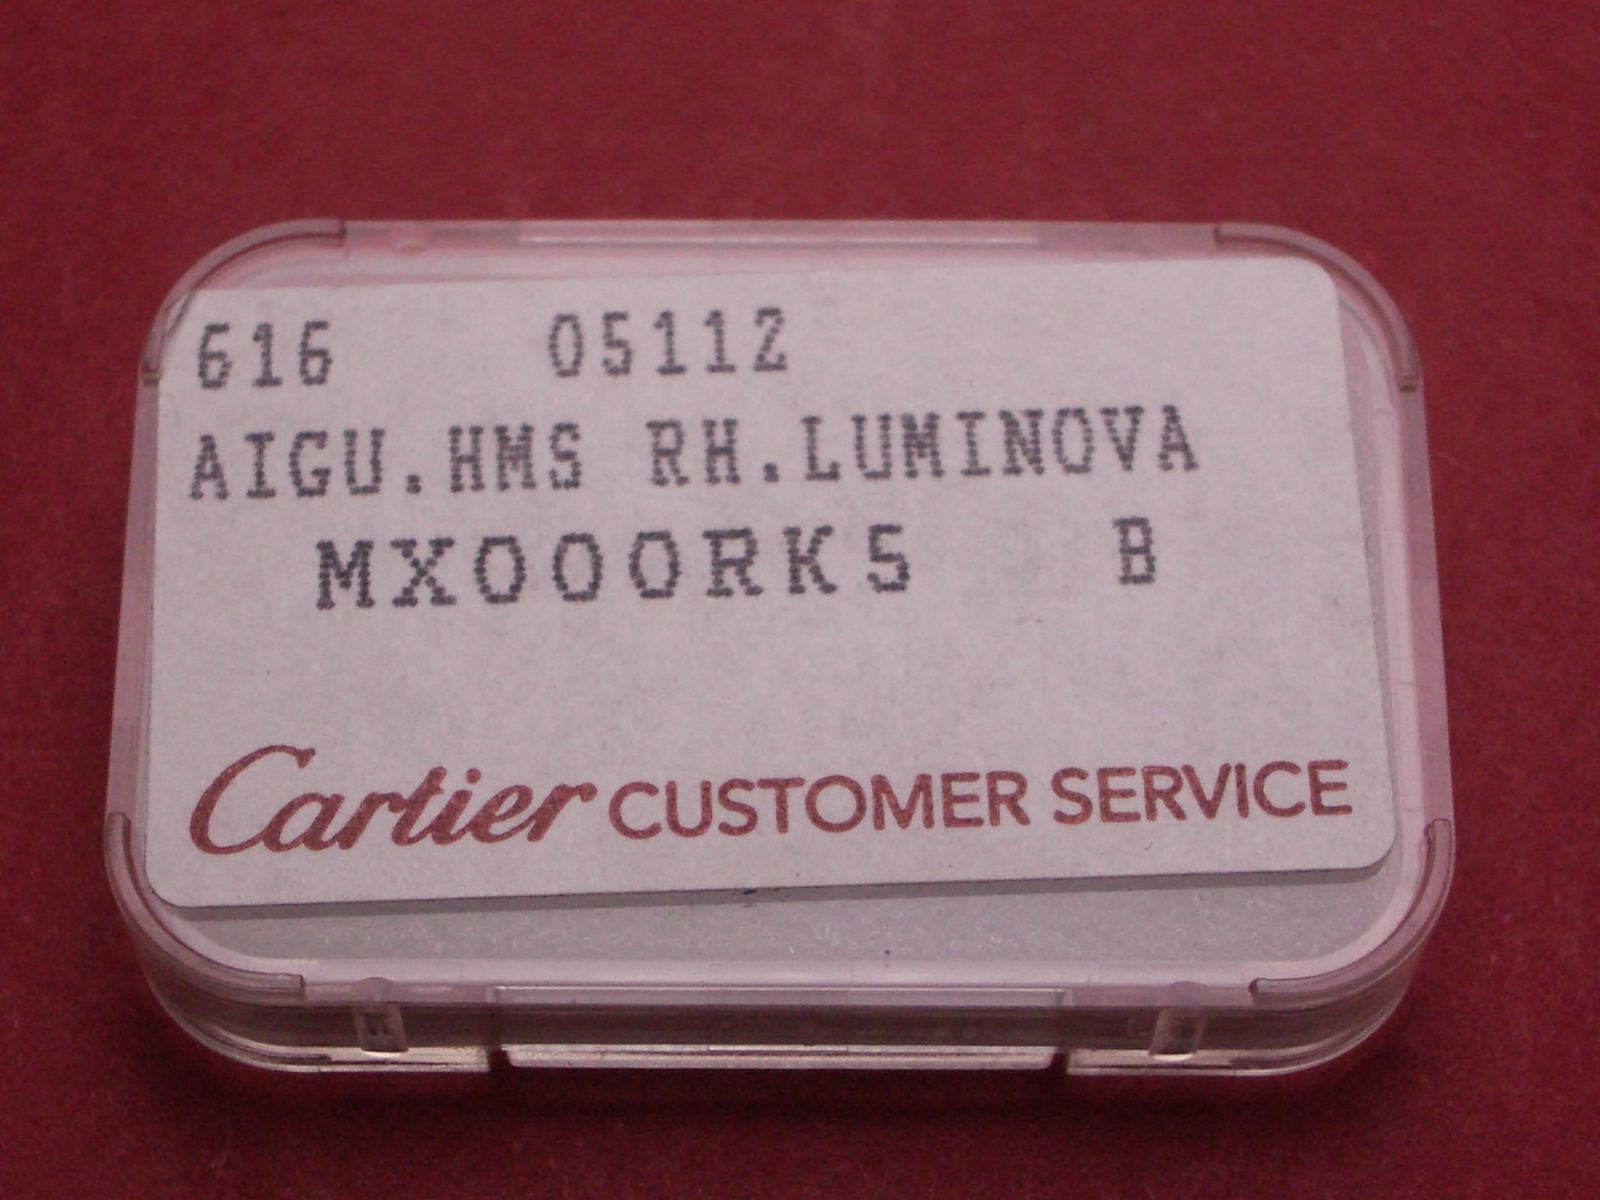 616 05112
AIGU.HMS RH.LUMINOVA
MX000RK5 B
Cartier CUSTOMER SERVICE